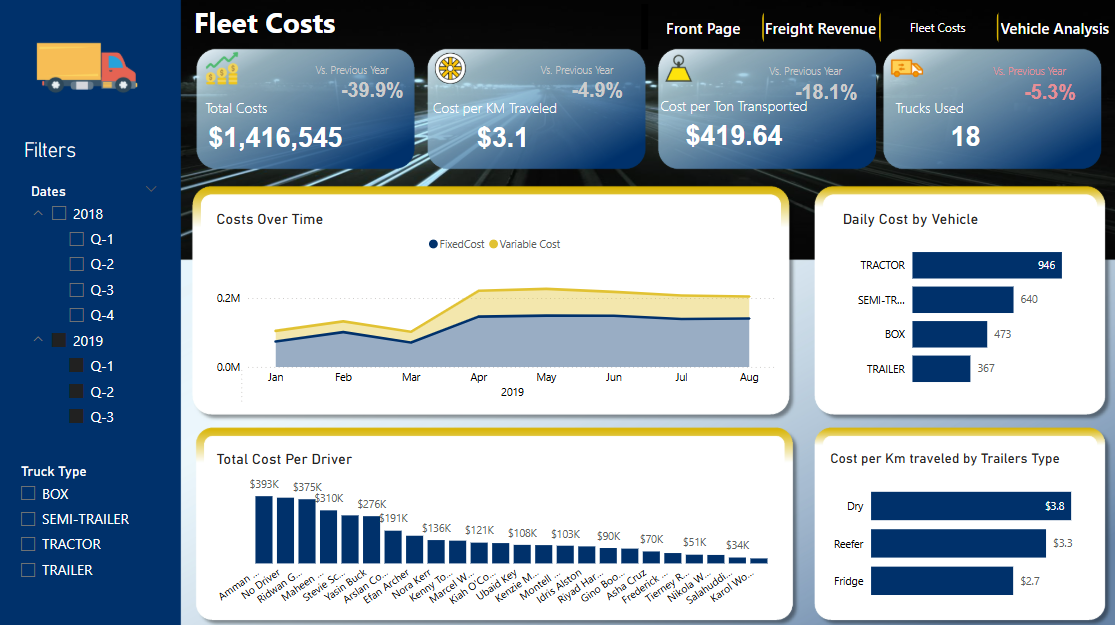 Fleet Costs
Front Page
Freight Revenue
Fleet Costs
Vehicle Analysis
Vs. Previous Year
-39.9%
Total Costs
$1,416,545
Vs. Previous Year
-4.9%
Cost per KM Traveled
$3.1
Vs. Previous Year
-18.1%
Cost per Ton Transported
$419.64
Vs. Previous Year
-5.3%
Trucks Used
18
Filters
Dates
2018
Q-1
Q-2
Q-3
Q-4
2019
Q-1
Q-2
Q-3
Truck Type
BOX
SEMI-TRAILER
TRACTOR
TRAILER
Costs Over Time
FixedCost Variable Cost
0.2M
0.0M
Jan Feb Mar Apr May Jun Jul Aug
2019
Daily Cost by Vehicle
TRACTOR 946
SEMI-TR... 640
BOX 473
TRAILER 367
Total Cost Per Driver
$393K $375K $310K $276K $191K $136K $121K $108K $103K $90K $70K $51K $34K
Amman ...
No Driver
Ridwan G...
Maheen ...
Stevie Sc...
Yasin Buck
Arslan Co...
Efan Archer
Nora Kerr
Kenny To...
Marcel W...
Kiah O'Co...
Ubaid Key
Kenzie M...
Montell ...
Idris Alston
Riyad Har...
Gino Boo...
Asha Cruz
Frederick ...
Tierney R...
Nikola W...
Salahuddi...
Karol Wo...
Cost per Km traveled by Trailers Type
Dry $3.8
Reefer $3.3
Fridge $2.7